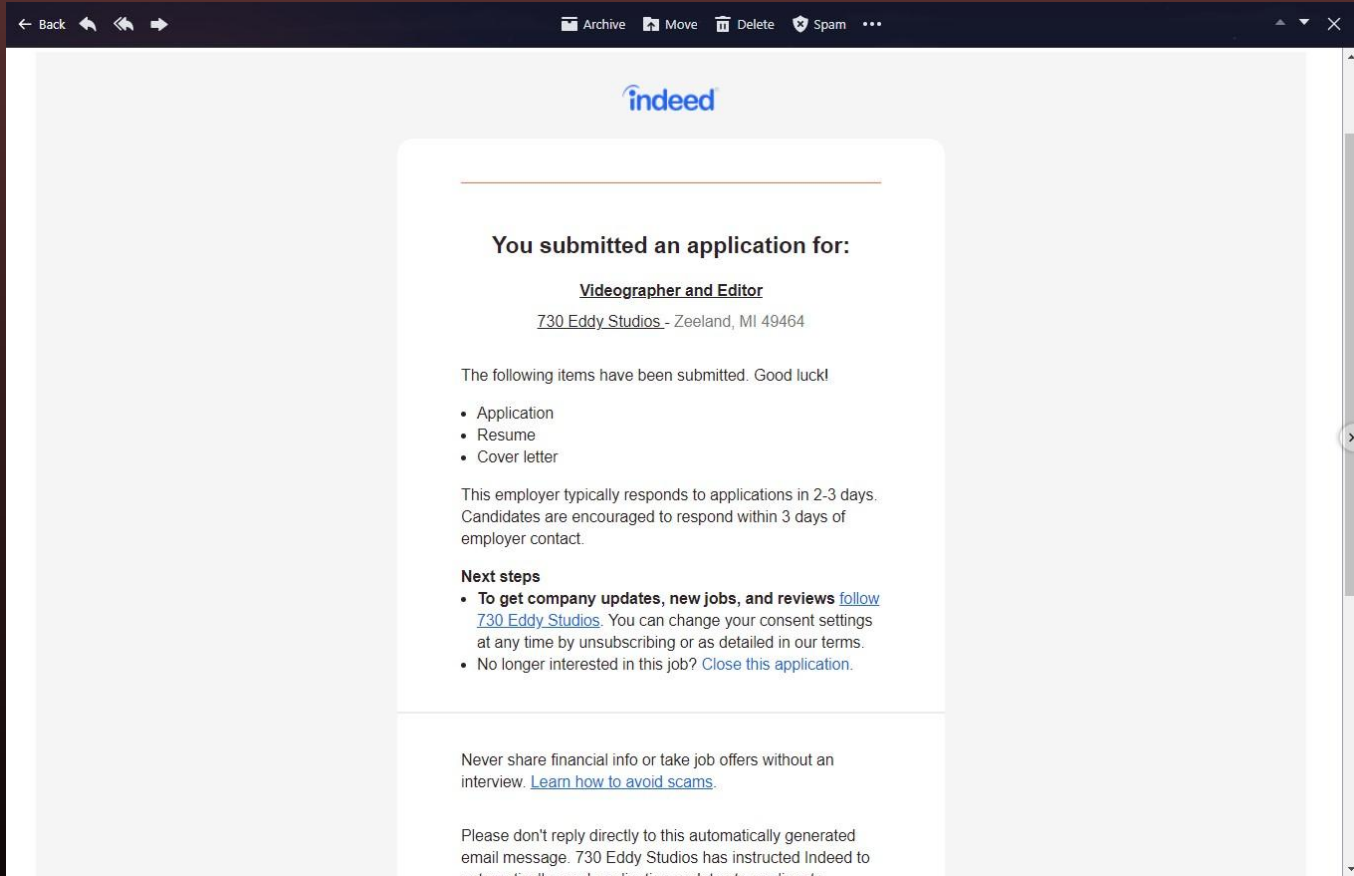 Back
Archive Move Delete Spam
indeed
You submitted an application for:
Videographer and Editor
730 Eddy Studios - Zeeland, MI 49464
The following items have been submitted. Good luck!
• Application
• Resume
• Cover letter
This employer typically responds to applications in 2-3 days.
Candidates are encouraged to respond within 3 days of
employer contact.
Next steps
• To get company updates, new jobs, and reviews follow
730 Eddy Studios. You can change your consent settings
at any time by unsubscribing or as detailed in our terms.
• No longer interested in this job? Close this application.
Never share financial info or take job offers without an
interview. Learn how to avoid scams.
Please don't reply directly to this automatically generated
email message. 730 Eddy Studios has instructed Indeed to